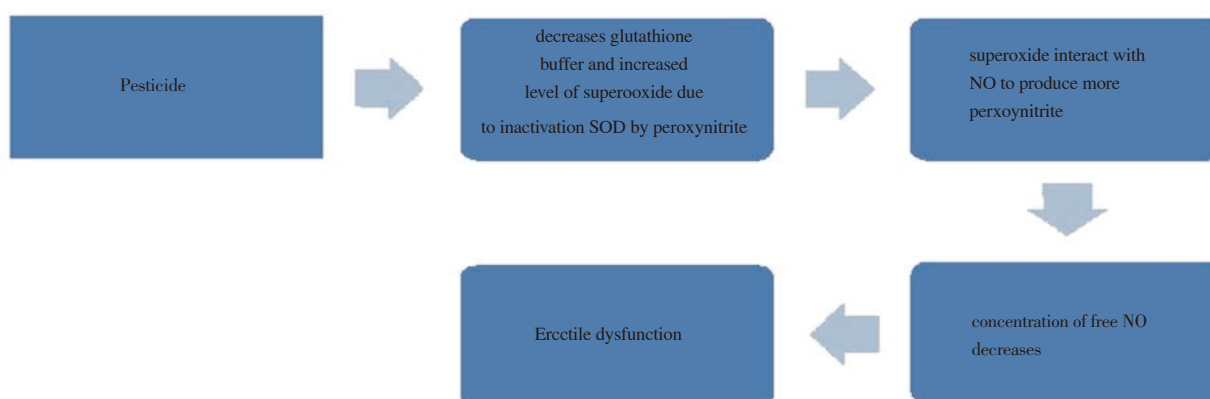 Pesticide
decreases glutathione
buffer and increased
level of superooxide due
to inactivation SOD by peroxynitrite
superoxide interact with
NO to produce more
perxoynitrite
concentration of free NO
decreases
Ercctile dysfunction